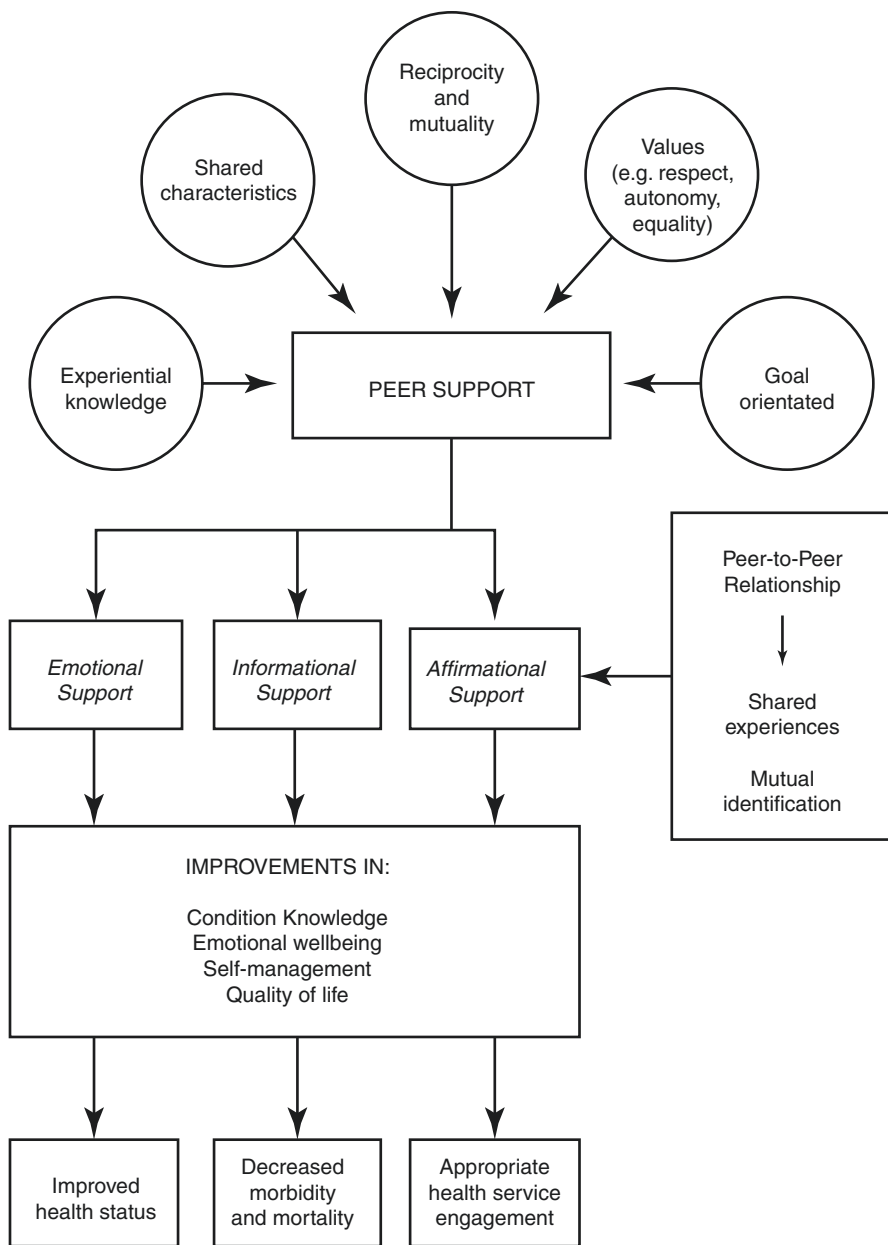 Reciprocity
and
mutuality
Shared
characteristics
Values
(e.g. respect,
autonomy,
equality)
Experiential
knowledge
PEER SUPPORT
Goal
orientated
Peer-to-Peer
Relationship
Shared
experiences
Mutual
identification
Emotional
Support
Informational
Support
Affirmational
Support
IMPROVEMENTS IN:
Condition Knowledge
Emotional wellbeing
Self-management
Quality of life
Improved
health status
Decreased
morbidity
and mortality
Appropriate
health service
engagement